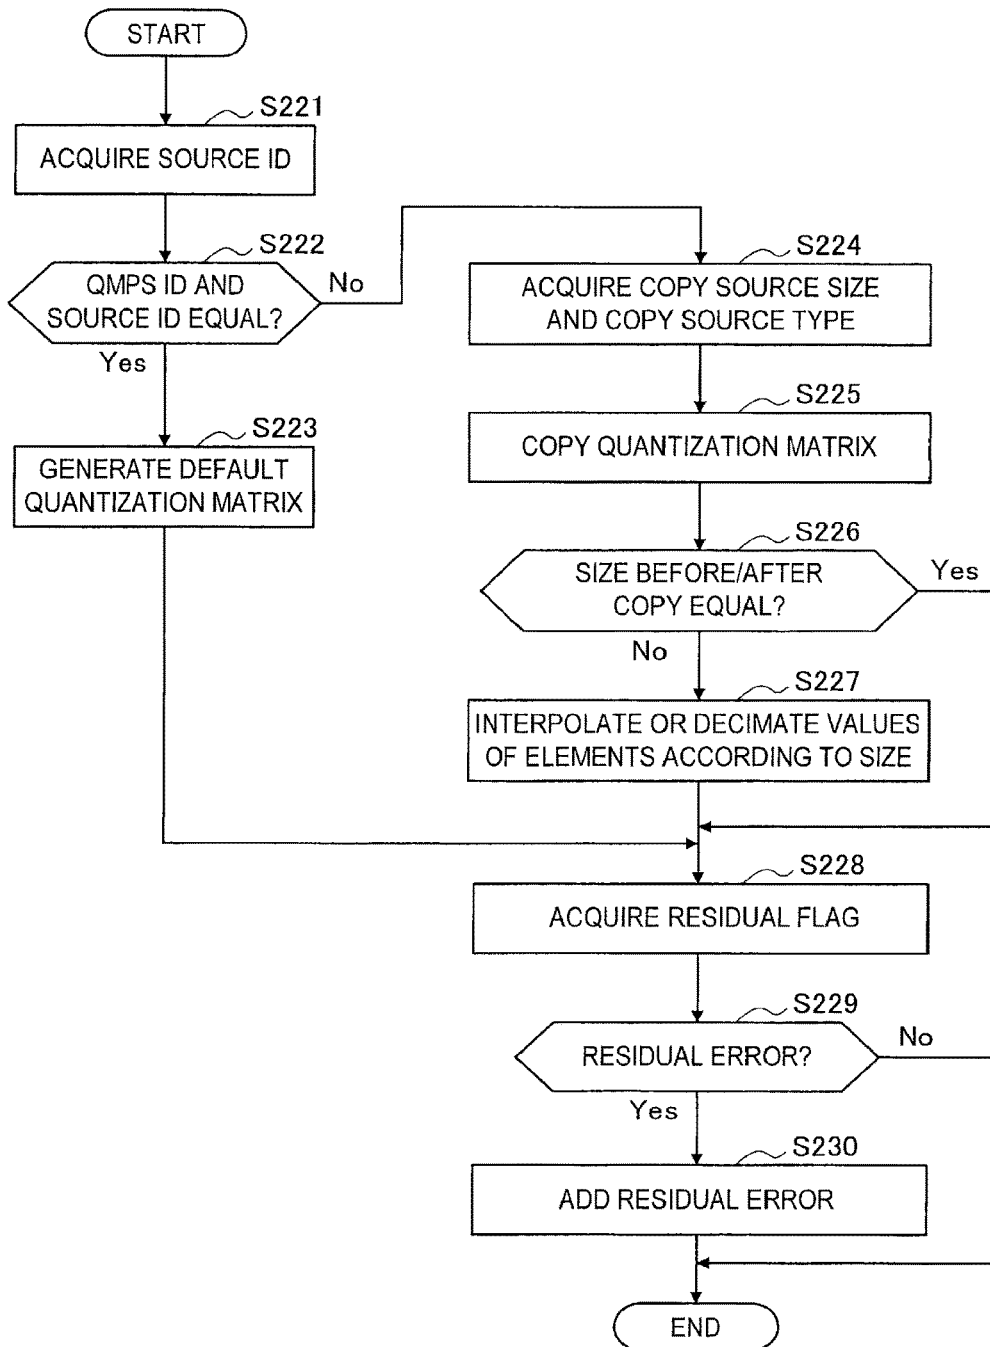 START
S221
ACQUIRE SOURCE ID
S222
QMPS ID AND
SOURCE ID EQUAL?
No
Yes
S223
GENERATE DEFAULT
QUANTIZATION MATRIX
S224
ACQUIRE COPY SOURCE SIZE
AND COPY SOURCE TYPE
S225
COPY QUANTIZATION MATRIX
S226
SIZE BEFORE/AFTER
COPY EQUAL?
Yes
No
S227
INTERPOLATE OR DECIMATE VALUES
OF ELEMENTS ACCORDING TO SIZE
S228
ACQUIRE RESIDUAL FLAG
S229
RESIDUAL ERROR?
No
Yes
S230
ADD RESIDUAL ERROR
END